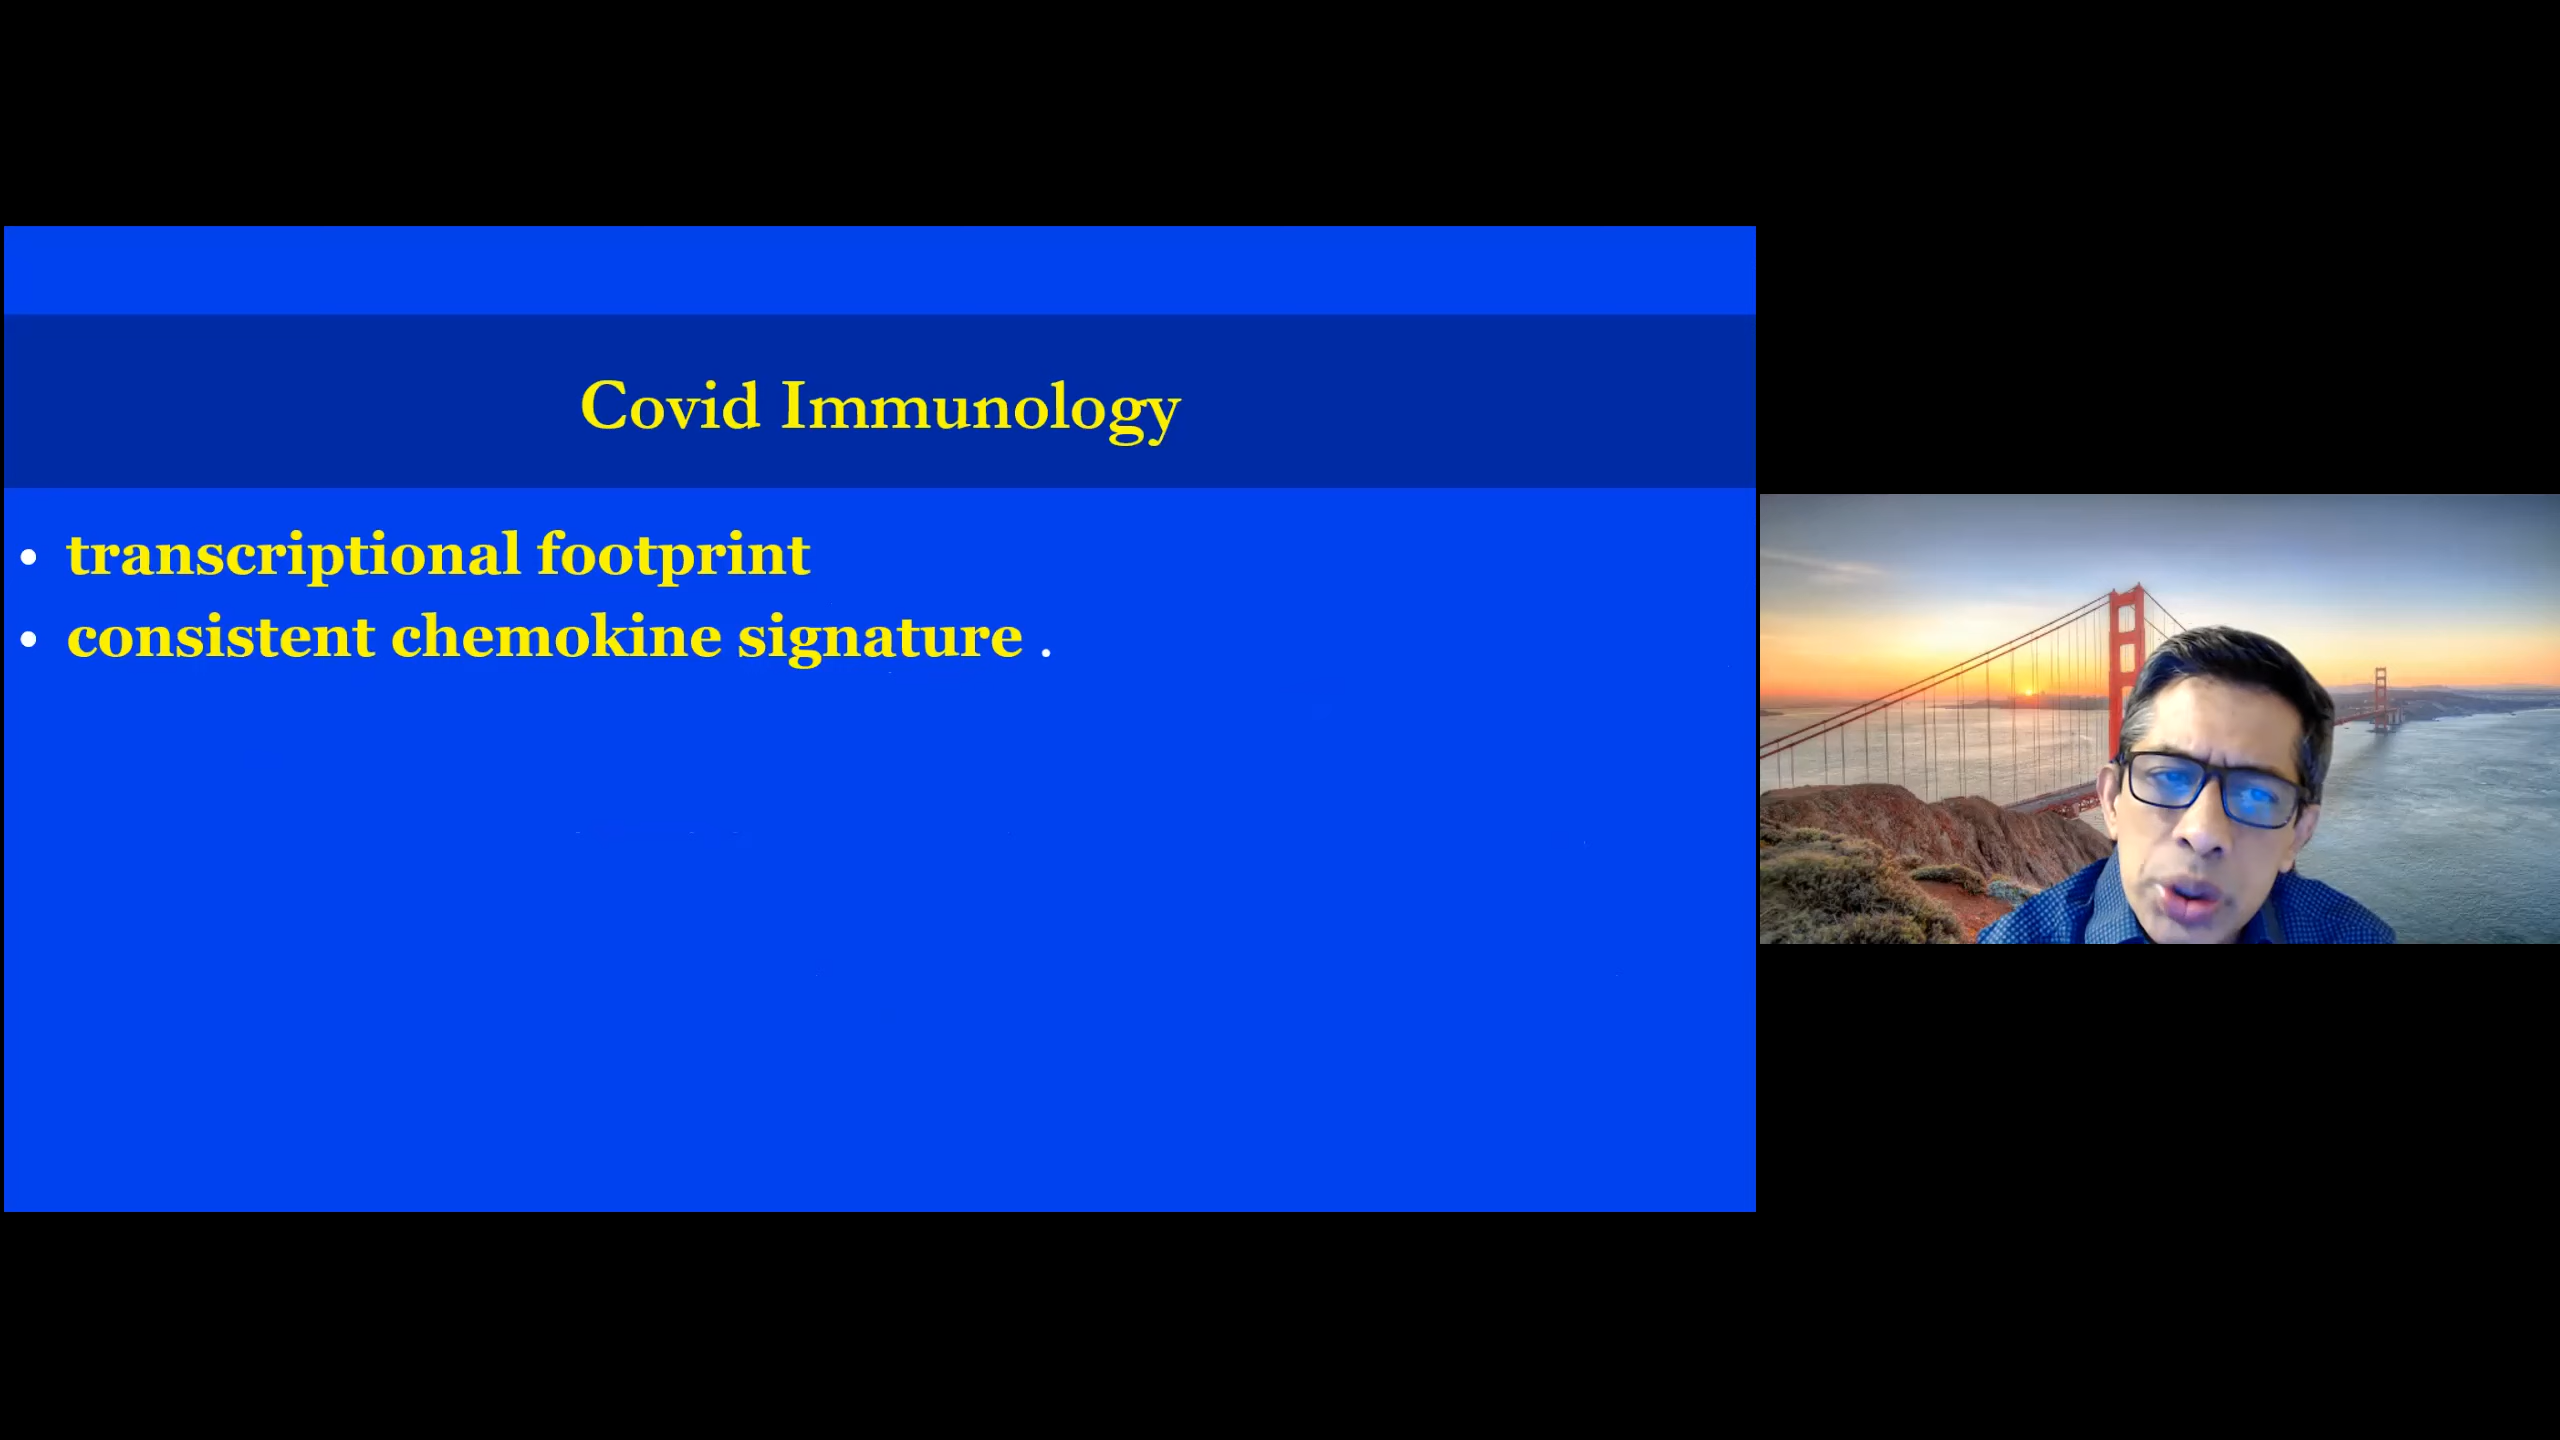 Covid Immunology
• transcriptional footprint
• consistent chemokine signature .